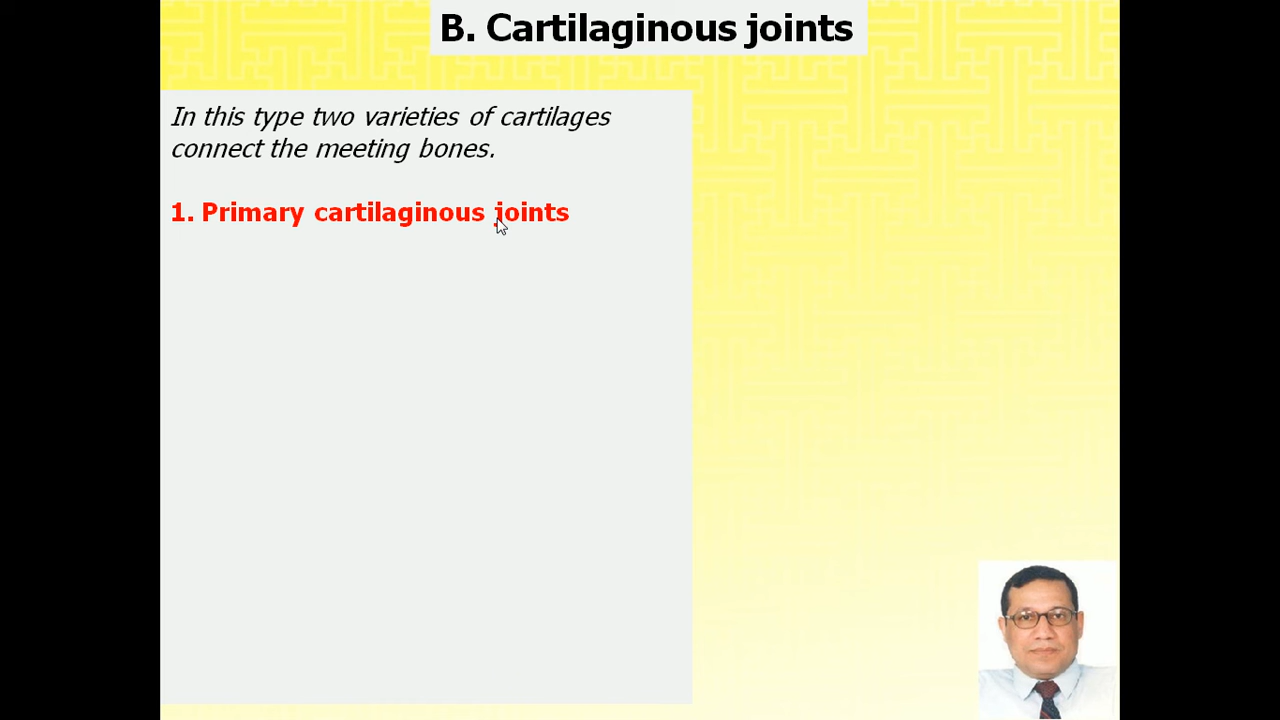 B. Cartilaginous joints
In this type two varieties of cartilages
connect the meeting bones.
1. Primary cartilaginous joints